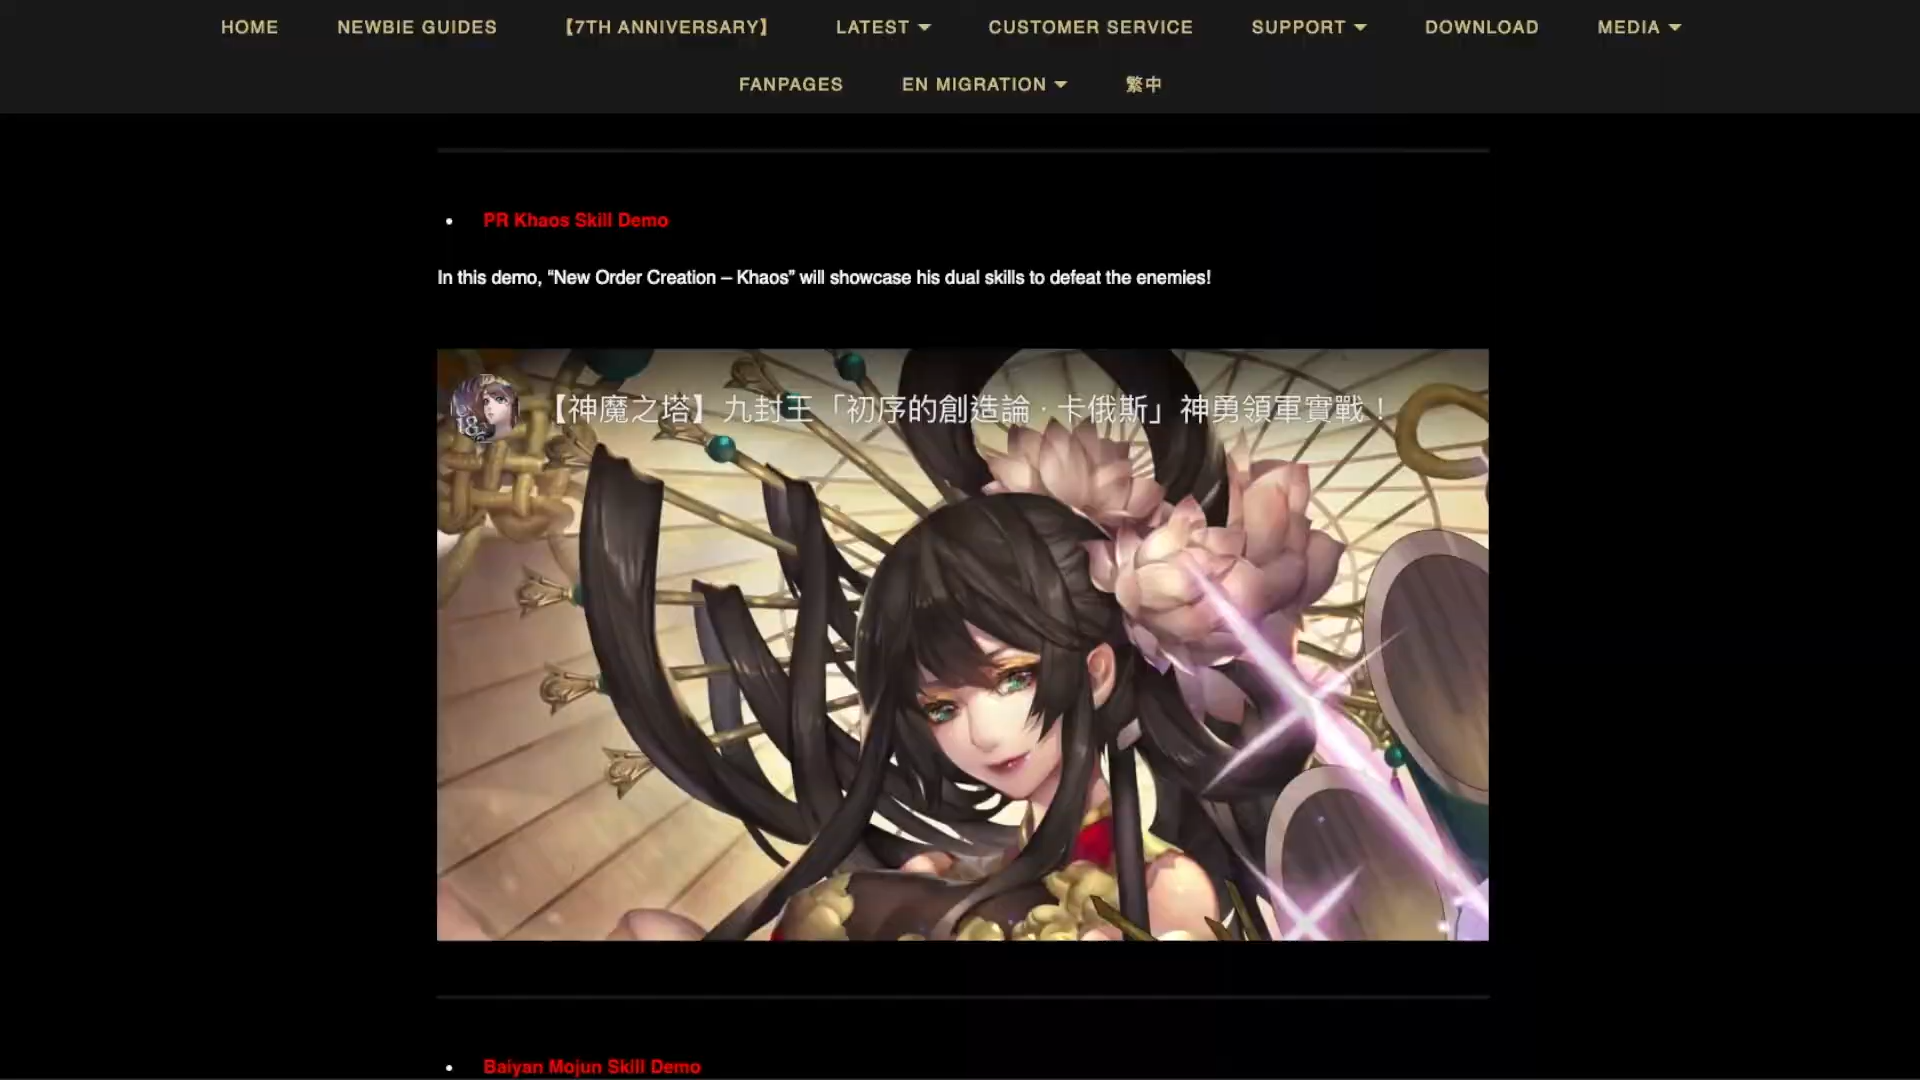 HOME NEWBIE GUIDES 【7TH ANNIVERSARY】 LATEST CUSTOMER SERVICE SUPPORT DOWNLOAD MEDIA
FANPAGES EN MIGRATION 繁中
PR Khaos Skill Demo
In this demo, “New Order Creation – Khaos” will showcase his dual skills to defeat the enemies!
【神魔之塔】九封王「初序的創造論 · 卡俄斯」神勇領軍實戰！
18
Baiyan Mojun Skill Demo